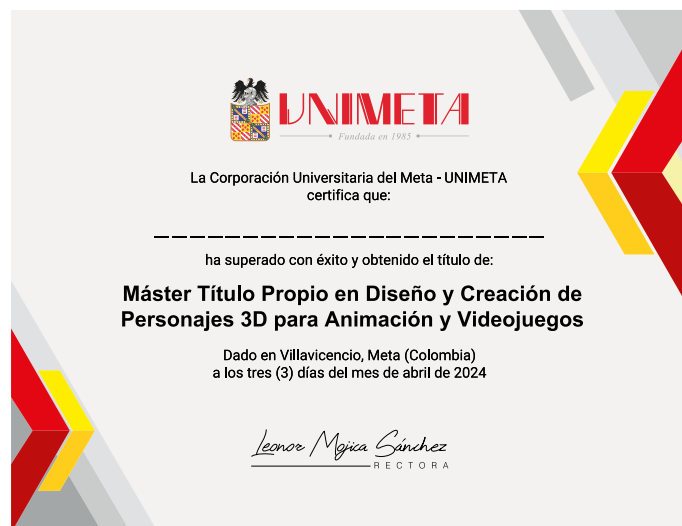 UNIMETA
Fundada en 1985
La Corporación Universitaria del Meta - UNIMETA
certifica que:
ha superado con éxito y obtenido el título de:
Máster Título Propio en Diseño y Creación de
Personajes 3D para Animación y Videojuegos
Dado en Villavicencio, Meta (Colombia)
a los tres (3) días del mes de abril de 2024
Leonor Mojica Sánchez
RECTORA